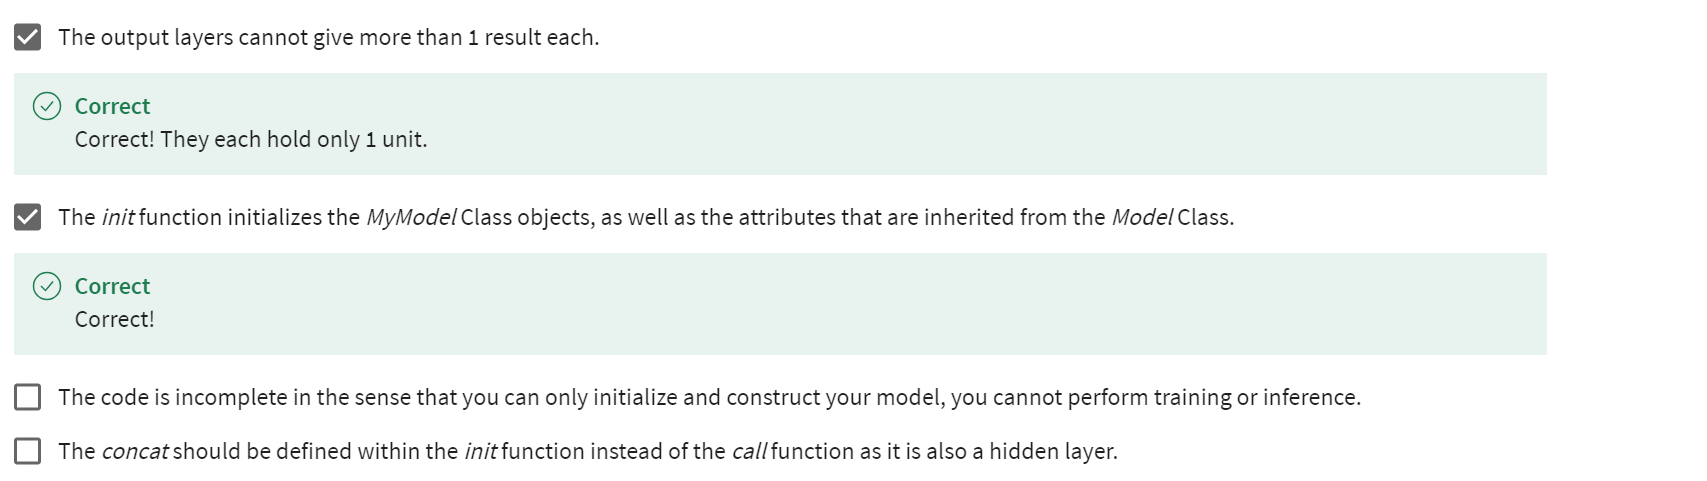 The output layers cannot give more than 1 result each.
Correct
Correct! They each hold only 1 unit.
The init function initializes the MyModel Class objects, as well as the attributes that are inherited from the Model Class.
Correct
Correct!
The code is incomplete in the sense that you can only initialize and construct your model, you cannot perform training or inference.
The concat should be defined within the init function instead of the call function as it is also a hidden layer.